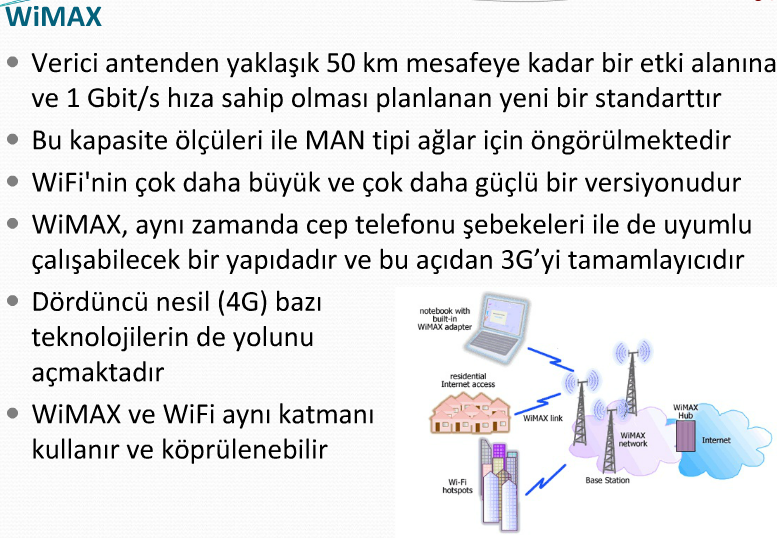 WiMAX
• Verici antenden yaklaşık 50 km mesafeye kadar bir etki alanına
ve 1 Gbit/s hıza sahip olması planlanan yeni bir standarttır
• Bu kapasite ölçüleri ile MAN tipi ağlar için öngörülmektedir
• WiFi'nin çok daha büyük ve çok daha güçlü bir versiyonudur
• WiMAX, aynı zamanda cep telefonu şebekeleri ile de uyumlu
çalışabilecek bir yapıdadır ve bu açıdan 3G’yi tamamlayıcıdır
• Dördüncü nesil (4G) bazı
teknolojilerin de yolunu
açmaktadır
• WiMAX ve WiFi aynı katmanı
kullanır ve köprülenebilir
notebook with
built-in
WiMAX adapter
residential
Internet access
WiMAX link
Wi-Fi
hotspots
WiMAX
network
Base Station
WiMAX
Hub
Internet